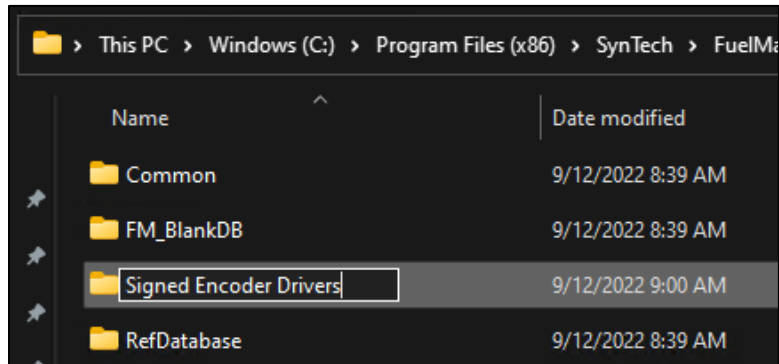 This PC > Windows (C:) > Program Files (x86) > SynTech > FuelMa
Name Date modified
Common 9/12/2022 8:39 AM
FM_BlankDB 9/12/2022 8:39 AM
Signed Encoder Drivers 9/12/2022 9:00 AM
RefDatabase 9/12/2022 8:39 AM